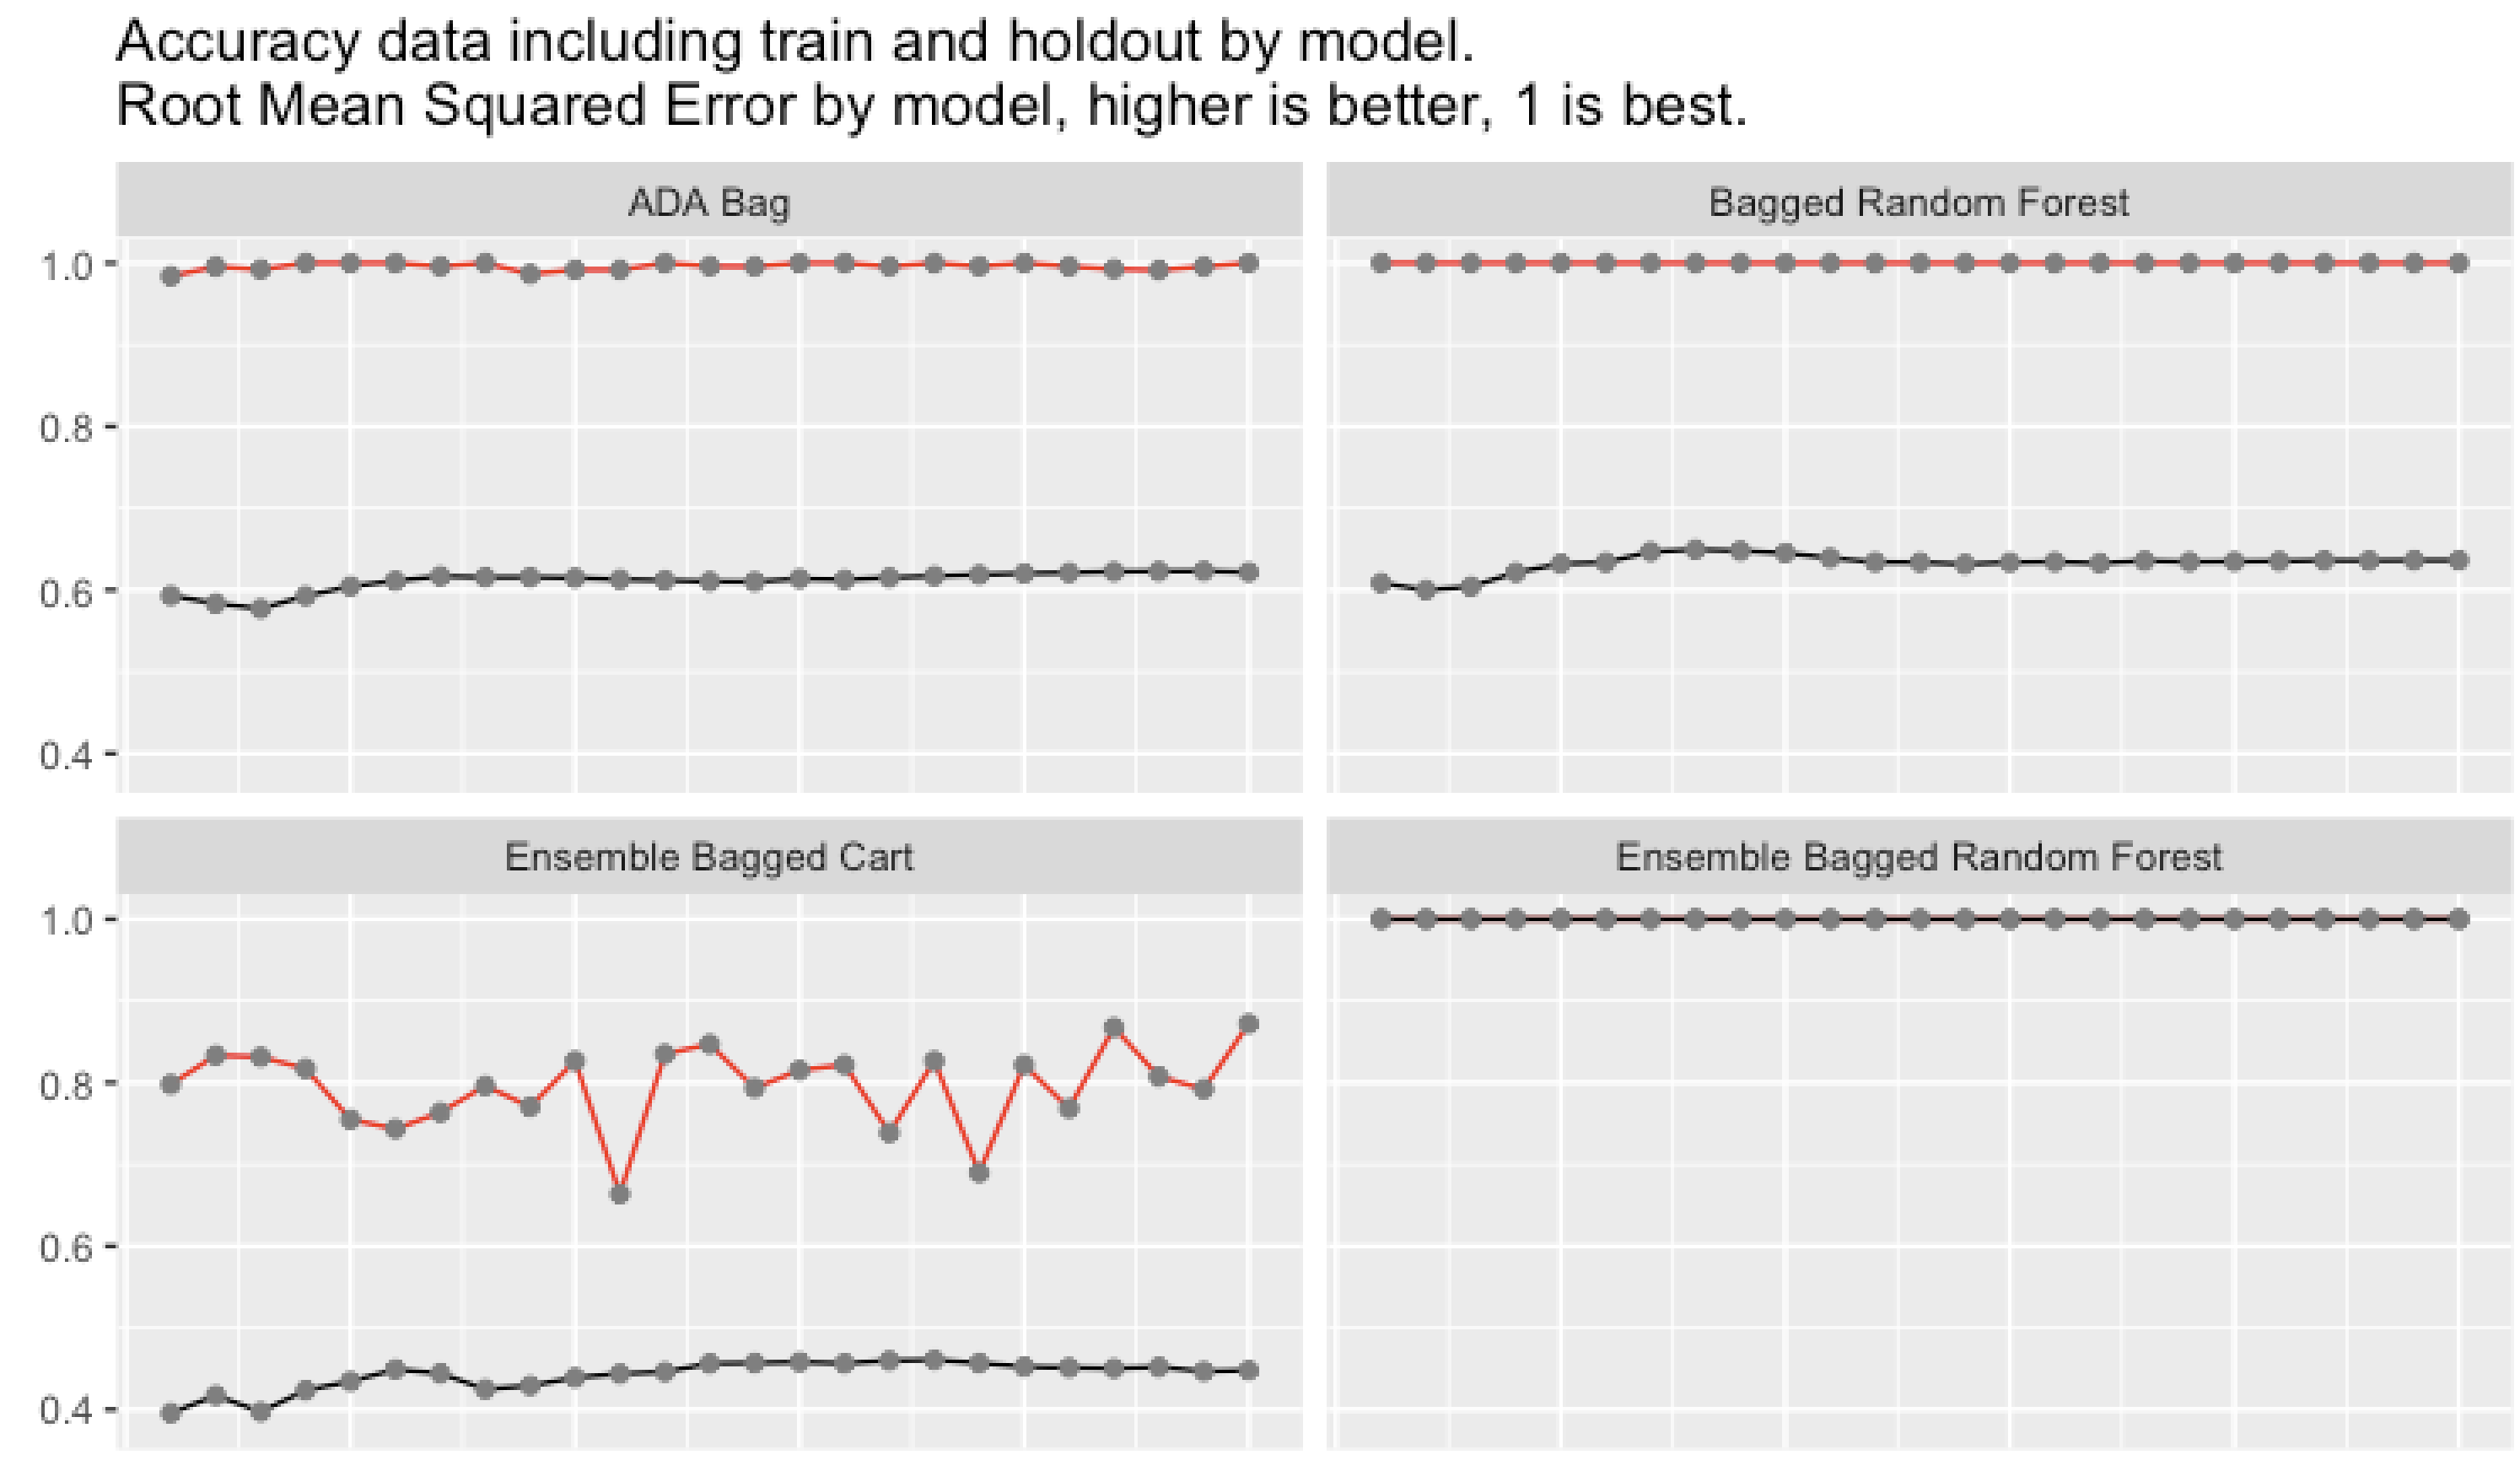 Accuracy data including train and holdout by model.
Root Mean Squared Error by model, higher is better, 1 is best.
ADA Bag
Bagged Random Forest
1.0
0.8
0.6
0.4
Ensemble Bagged Cart
Ensemble Bagged Random Forest
1.0
0.8
0.6
0.4